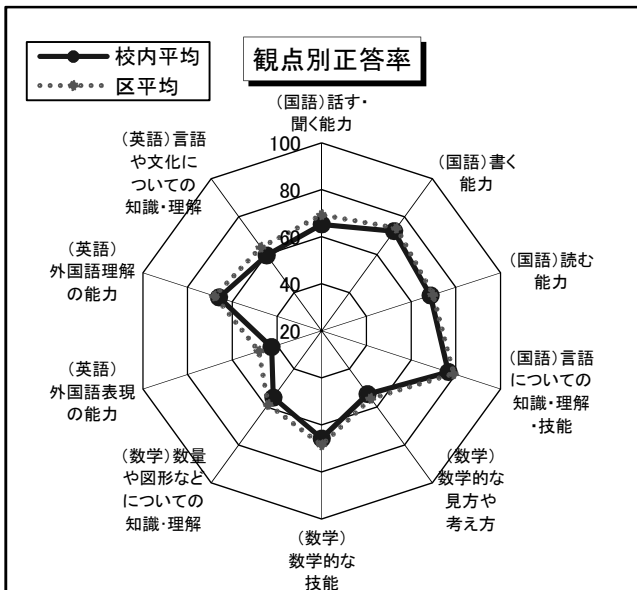 校内平均
区平均
観点別正答率
(国語)話す・
聞く能力
(国語)書く
能力
(国語)読む
能力
(国語)言語
についての
知識・理解
・技能
(数学)
数学的な
見方や
考え方
(数学)
数学的な
技能
(数学)数量
や図形などに
についての
知識・理解
(英語)
外国語表現
の能力
(英語)
外国語理解
の能力
(英語)言語
や文化に
ついての
知識・理解
100
80
60
40
20